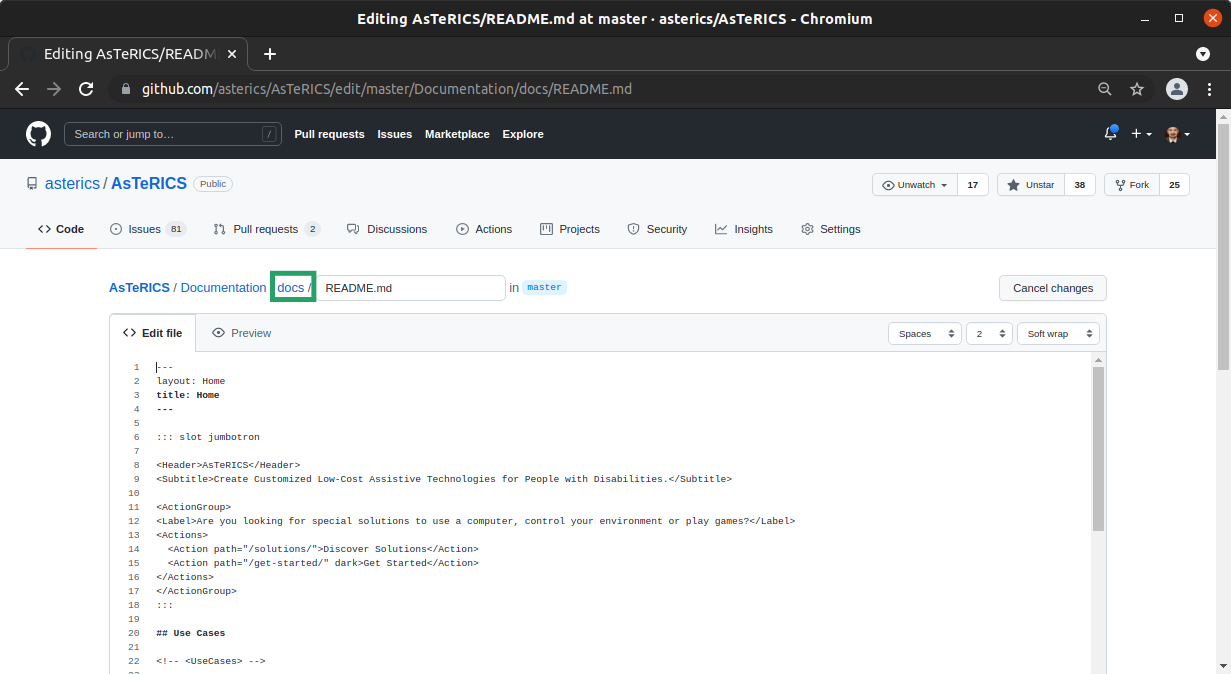 Editing AsTeRICS/README.md at master · asterics/AsTeRICS - Chromium
Editing AsTeRICS/READM
github.com/asterics/AsTeRICS/edit/master/Documentation/docs/README.md
Search or jump to… / Pull requests Issues Marketplace Explore
asterics / AsTeRICS Public Unwatch 17 Unstar 38 Fork 25
Code Issues 81 Pull requests 2 Discussions Actions Projects Security Insights Settings
AsTeRICS / Documentation docs / README.md in master Cancel changes
Edit file Preview Spaces 2 Soft wrap
1 ---
2 layout: Home
3 title: Home
4 ---
5
6 ::: slot jumbotron
7
8 <Header>AsTeRICS</Header>
9 <Subtitle>Create Customized Low-Cost Assistive Technologies for People with Disabilities.</Subtitle>
10
11 <ActionGroup>
12 <Label>Are you looking for special solutions to use a computer, control your environment or play games?</Label>
13 <Actions>
14   <Action path="/solutions/">Discover Solutions</Action>
15   <Action path="/get-started/" dark>Get Started</Action>
16 </Actions>
17 </ActionGroup>
18 :::
19
20 ## Use Cases
21
22 <!-- <UseCases> -->